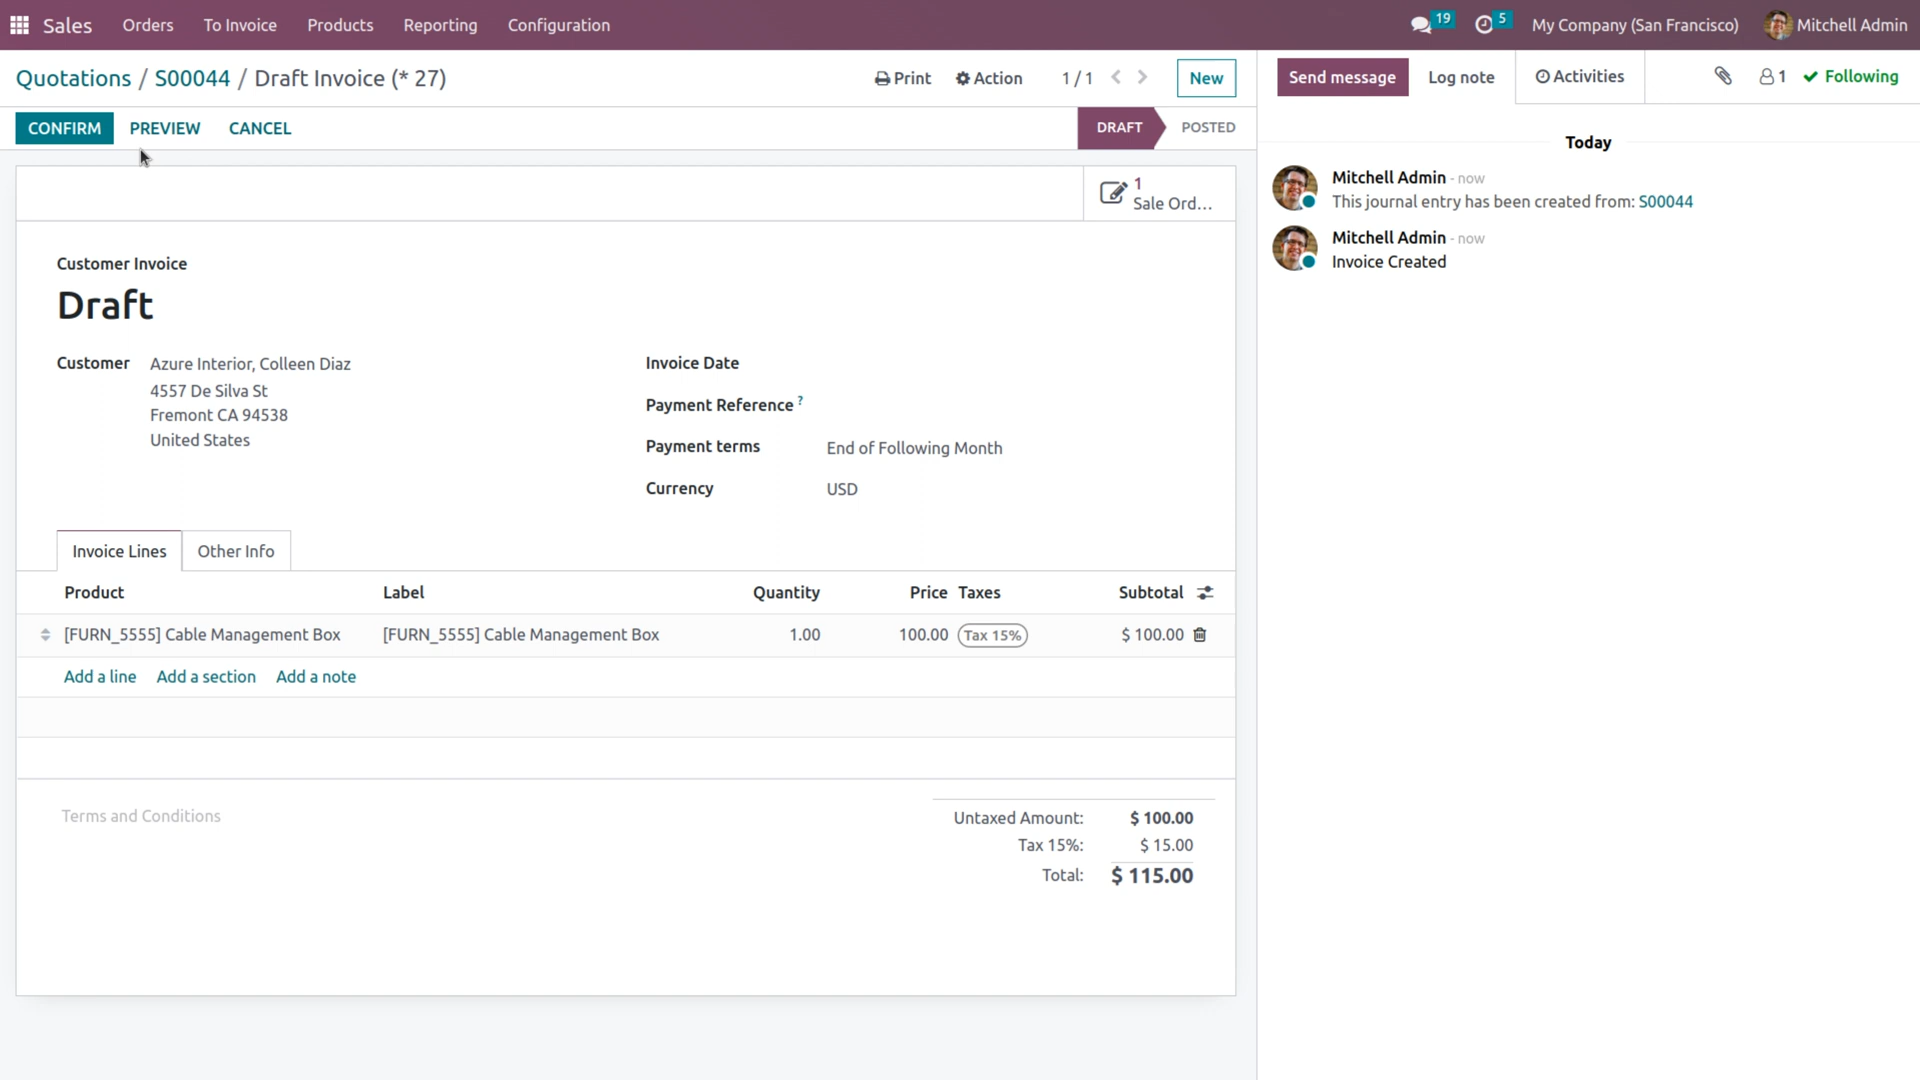 Sales Orders To Invoice Products Reporting Configuration 19 5 My Company (San Francisco) Mitchell Admin
Quotations / S00044 / Draft Invoice (* 27) Print Action 1 / 1 New
CONFIRM PREVIEW CANCEL DRAFT POSTED
1
Sale Ord...
Customer Invoice
Draft
Customer Azure Interior, Colleen Diaz
4557 De Silva St
Fremont CA 94538
United States
Invoice Date
Payment Reference ?
Payment terms End of Following Month
Currency USD
Invoice Lines Other Info
Product Label Quantity Price Taxes Subtotal
[FURN_5555] Cable Management Box [FURN_5555] Cable Management Box 1.00 100.00 Tax 15% $ 100.00
Add a line Add a section Add a note
Terms and Conditions
Untaxed Amount: $ 100.00
Tax 15%: $ 15.00
Total: $ 115.00
Send message Log note Activities 1 Following
Today
Mitchell Admin - now
This journal entry has been created from: S00044
Mitchell Admin - now
Invoice Created